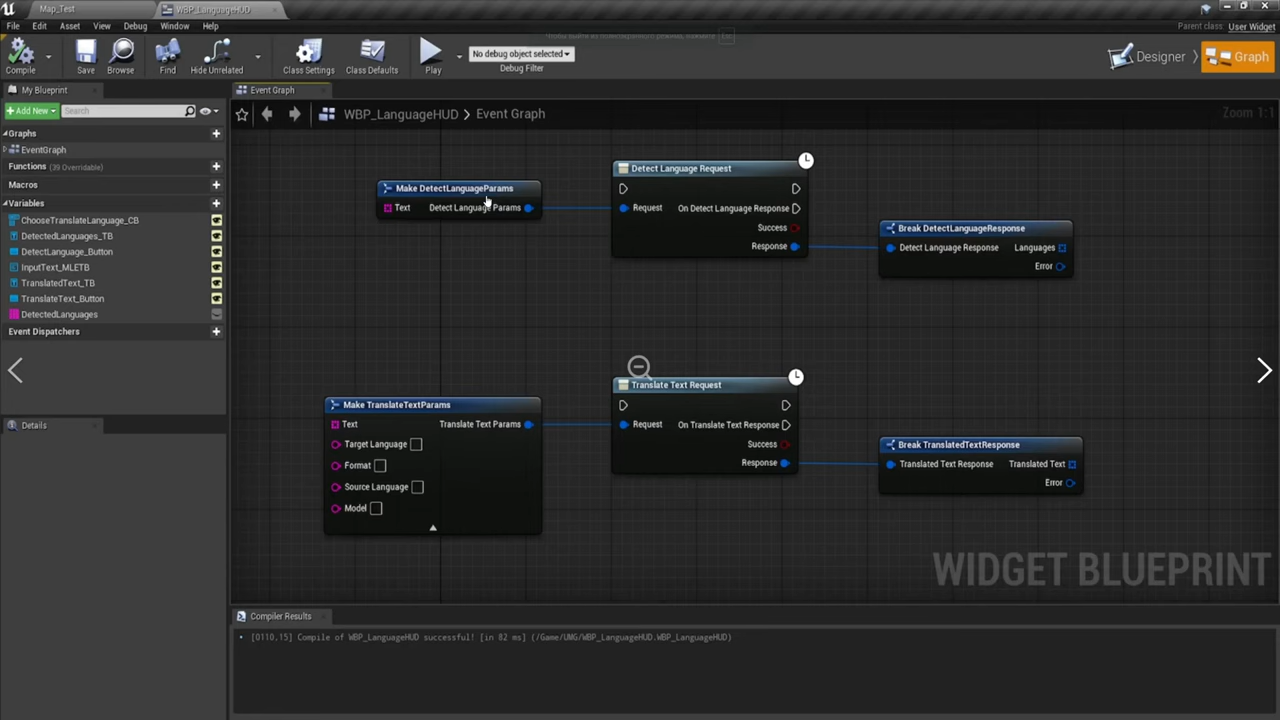 Map_Test
WBP_LanguageHUD
File Edit Asset View Debug Window Help
Parent class: User Widget
Compile
Save
Browse
Find
Hide Unrelated
Class Settings
Class Defaults
Play
No debug object selected
Debug Filter
Designer
Graph
My Blueprint
Add New
Search
Graphs
EventGraph
Functions (39 Overridable)
Macros
Variables
ChooseTranslateLanguage_CB
DetectedLanguages_TB
DetectLanguage_Button
InputText_MLETB
TranslatedText_TB
TranslateText_Button
DetectedLanguages
Event Dispatchers
Details
Event Graph
WBP_LanguageHUD > Event Graph
Zoom 1:1
Make DetectLanguageParams
Text Detect Language Params
Detect Language Request
Request On Detect Language Response
Success
Response
Break DetectLanguageResponse
Detect Language Response Languages
Error
Make TranslateTextParams
Text Translate Text Params
Target Language
Format
Source Language
Model
Translate Text Request
Request On Translate Text Response
Success
Response
Break TranslatedTextResponse
Translated Text Response Translated Text
Error
WIDGET BLUEPRINT
Compiler Results
[0110,15] Compile of WBP_LanguageHUD successful! [in 82 ms] (/Game/UMG/WBP_LanguageHUD.WBP_LanguageHUD)